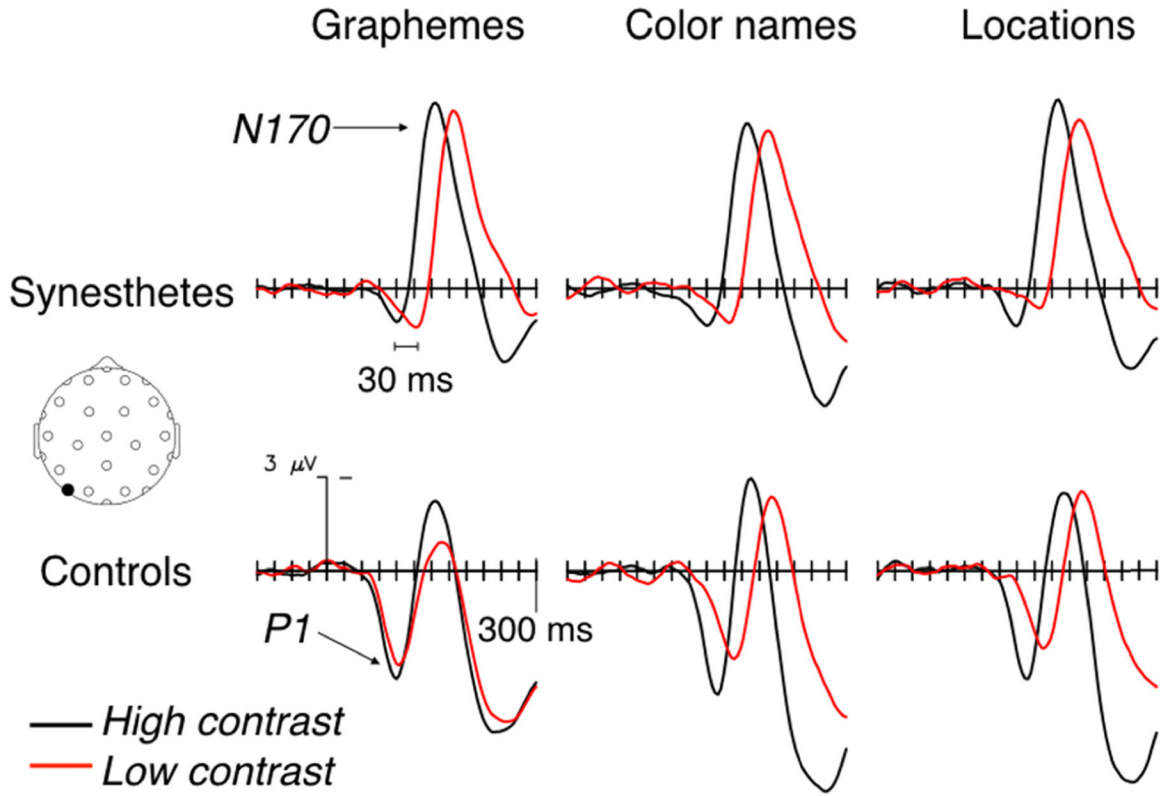 Graphemes Color names Locations
N170
Synesthetes
30 ms
3 μV
Controls
P1
300 ms
High contrast
Low contrast